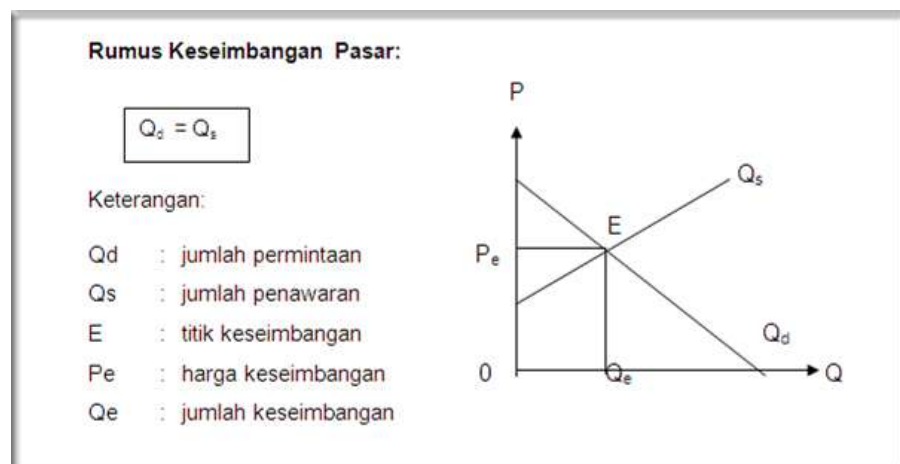 Rumus Keseimbangan Pasar:
Qd = Qs
Keterangan:
Qd : jumlah permintaan
Qs : jumlah penawaran
E : titik keseimbangan
Pe : harga keseimbangan
Qe : jumlah keseimbangan
P
Qs
E
Pe
Qd
0
Qe
Q